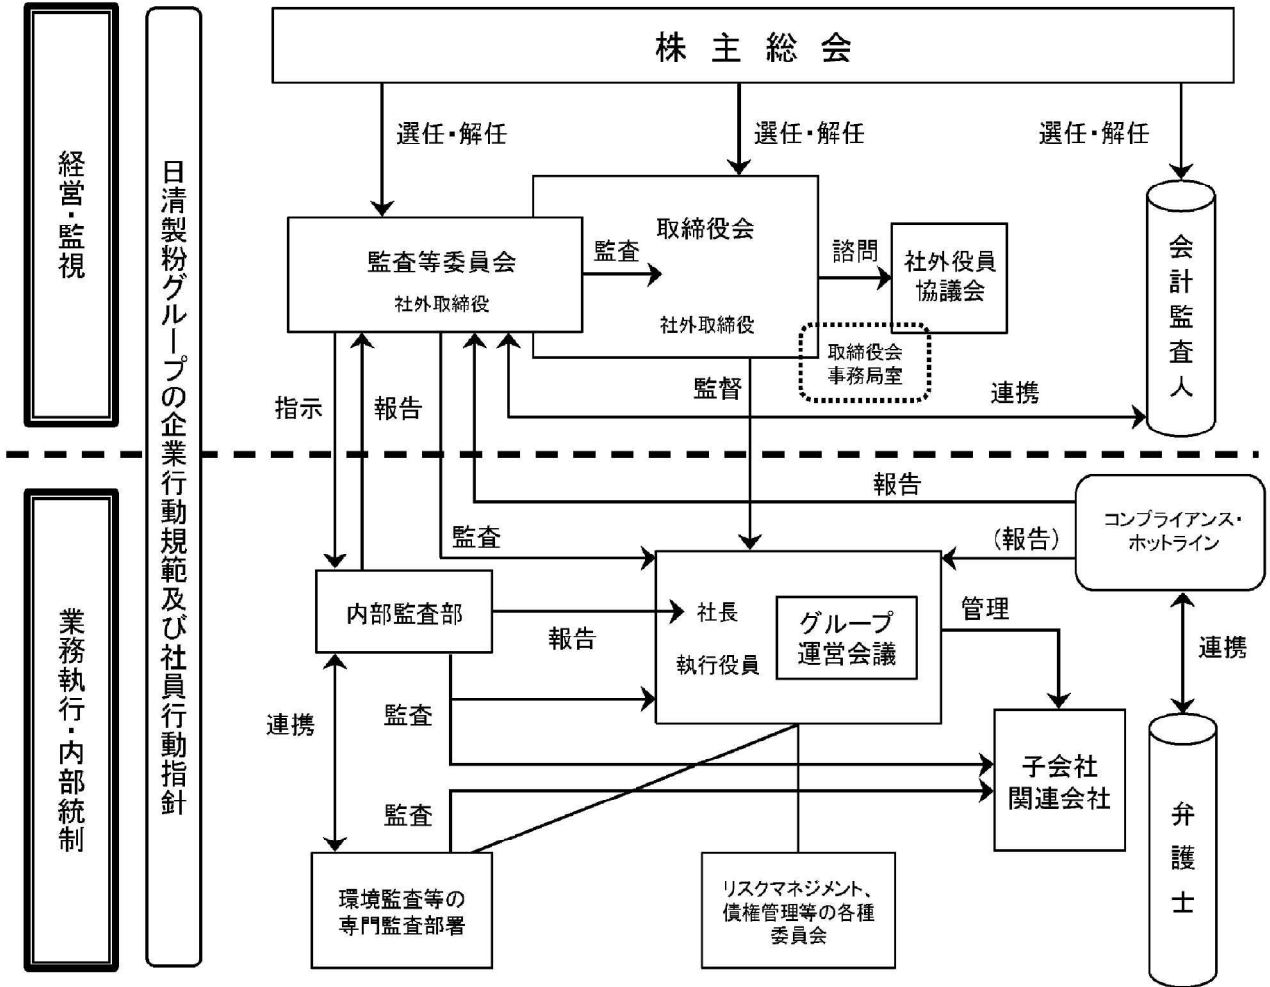 株主総会
経営・監視
日清製粉グループの企業行動規範及び社員行動指針
選任・解任
選任・解任
選任・解任
監査等委員会
社外取締役
監査
取締役会
社外取締役
諮問
社外役員
協議会
取締役会
事務局室
会計監査人
指示
報告
監督
連携
業務執行・内部統制
報告
コンプライアンス・
ホットライン
監査
(報告)
内部監査部
報告
社長
執行役員
グループ
運営会議
管理
連携
連携
監査
子会社
関連会社
監査
弁護士
環境監査等の
専門監査部署
リスクマネジメント、
債権管理等の各種
委員会